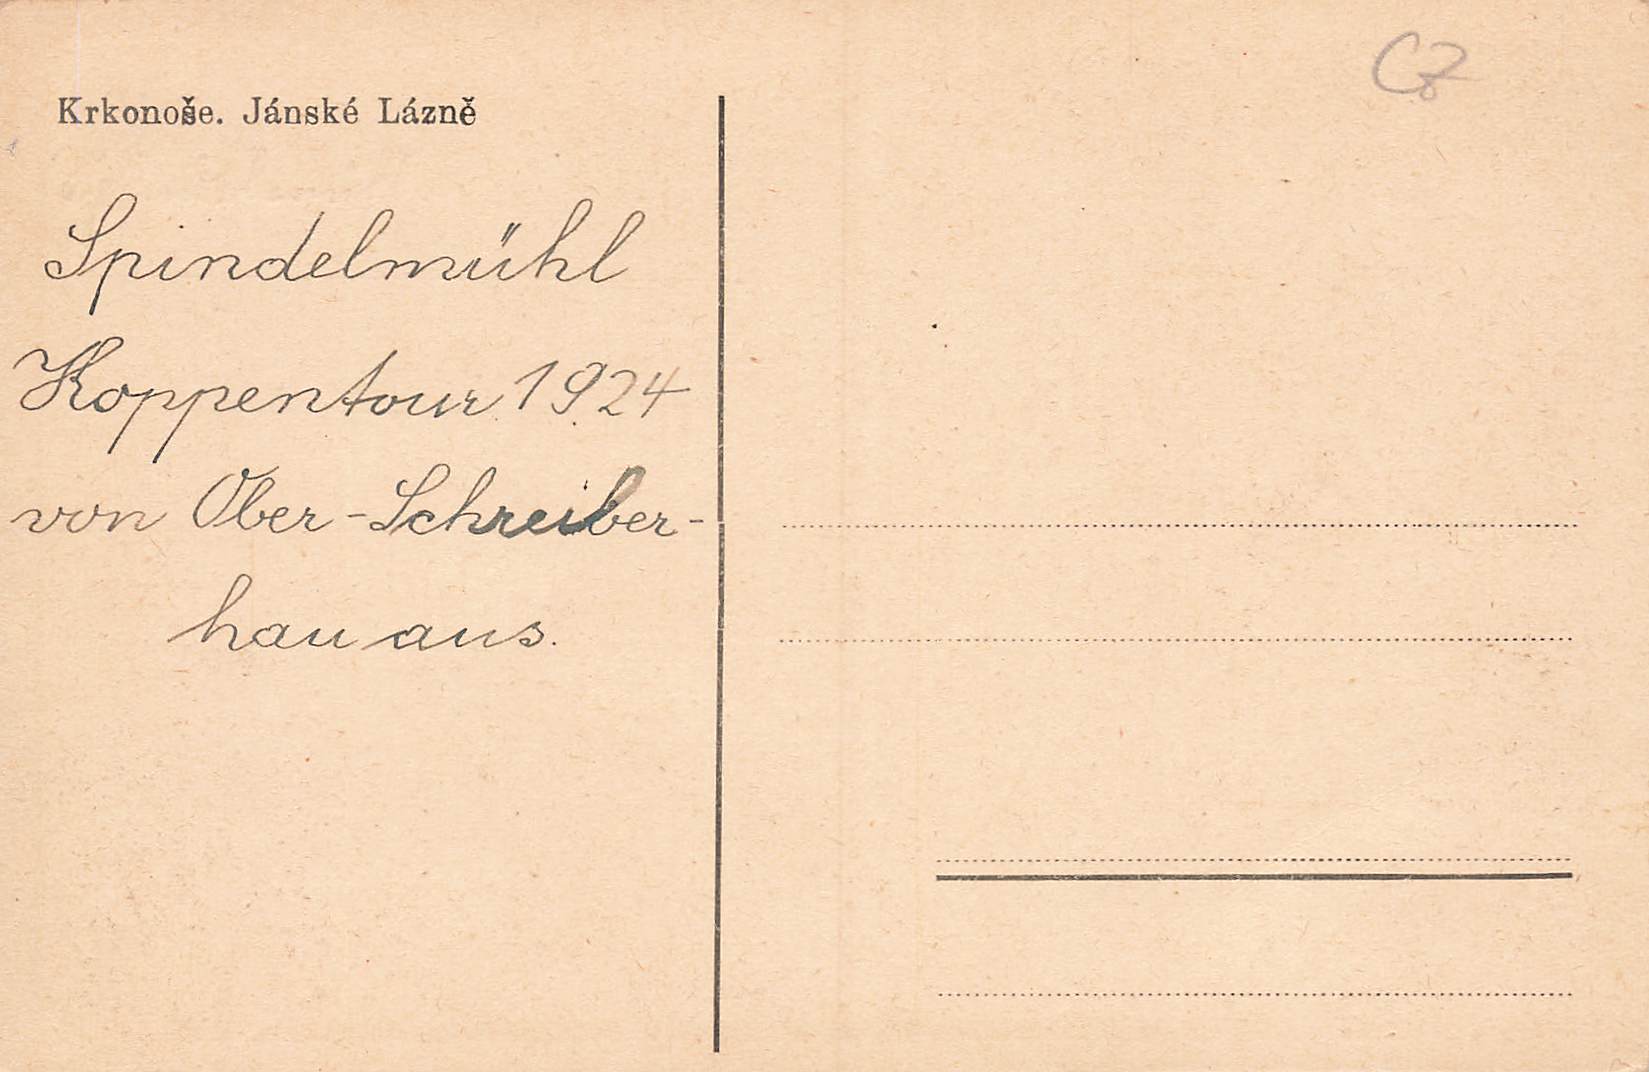 Krkonoše. Jánské Lázně
CZ
Spindelmühl
Koppentour 1924
von Ober-Schreiber-
hau aus.